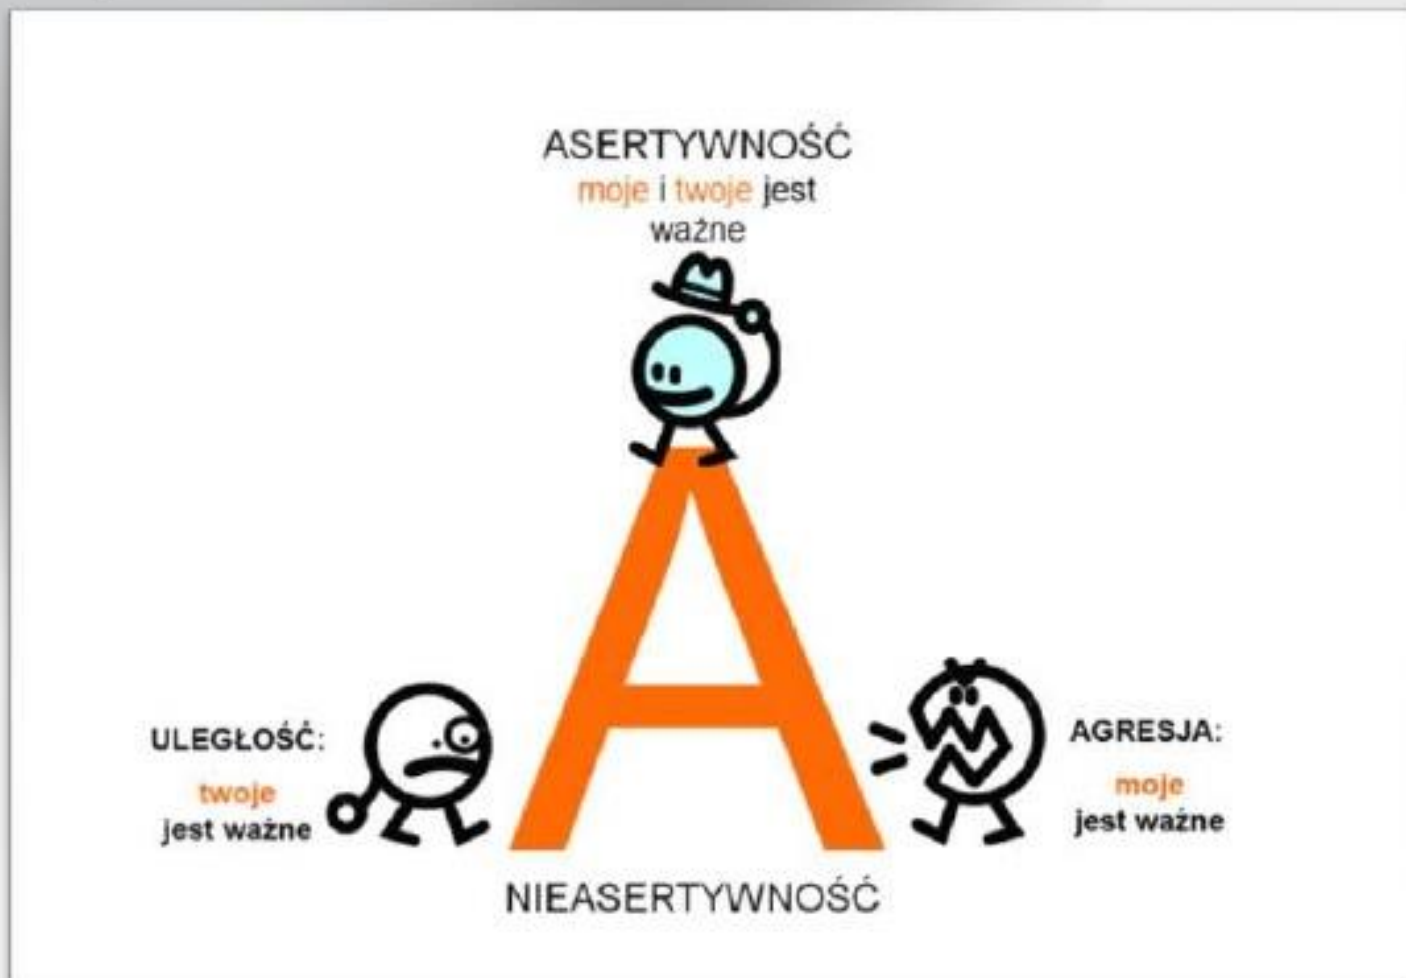 ASERTYWNOŚĆ
moje i twoje jest
ważne
A
ULEGŁOŚĆ:
twoje
jest ważne
AGRESJA:
moje
jest ważne
NIEASERTYWNOŚĆ